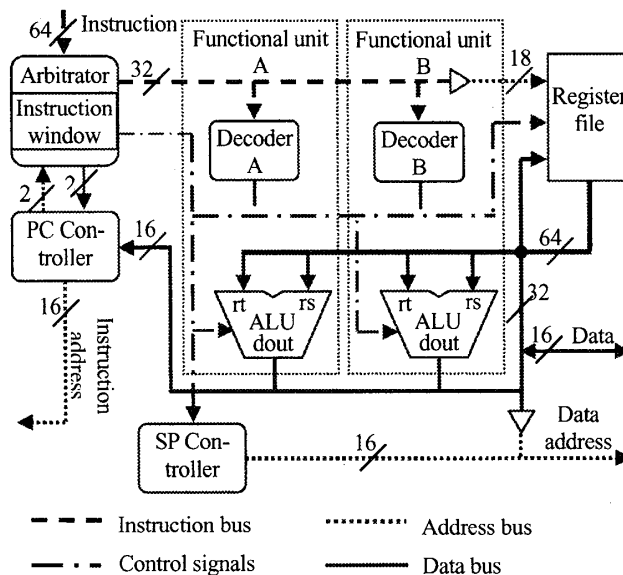 Instruction
64
Functional unit
A
Functional unit
B
Arbitrator
32
18
Instruction
window
Register
file
Decoder
A
Decoder
B
2
2
PC Con-
troller
16
64
rt
rs
ALU
dout
rt
rs
ALU
dout
32
16
Instruction
address
16
Data
SP Con-
troller
16
Data
address
Instruction bus
Address bus
Control signals
Data bus